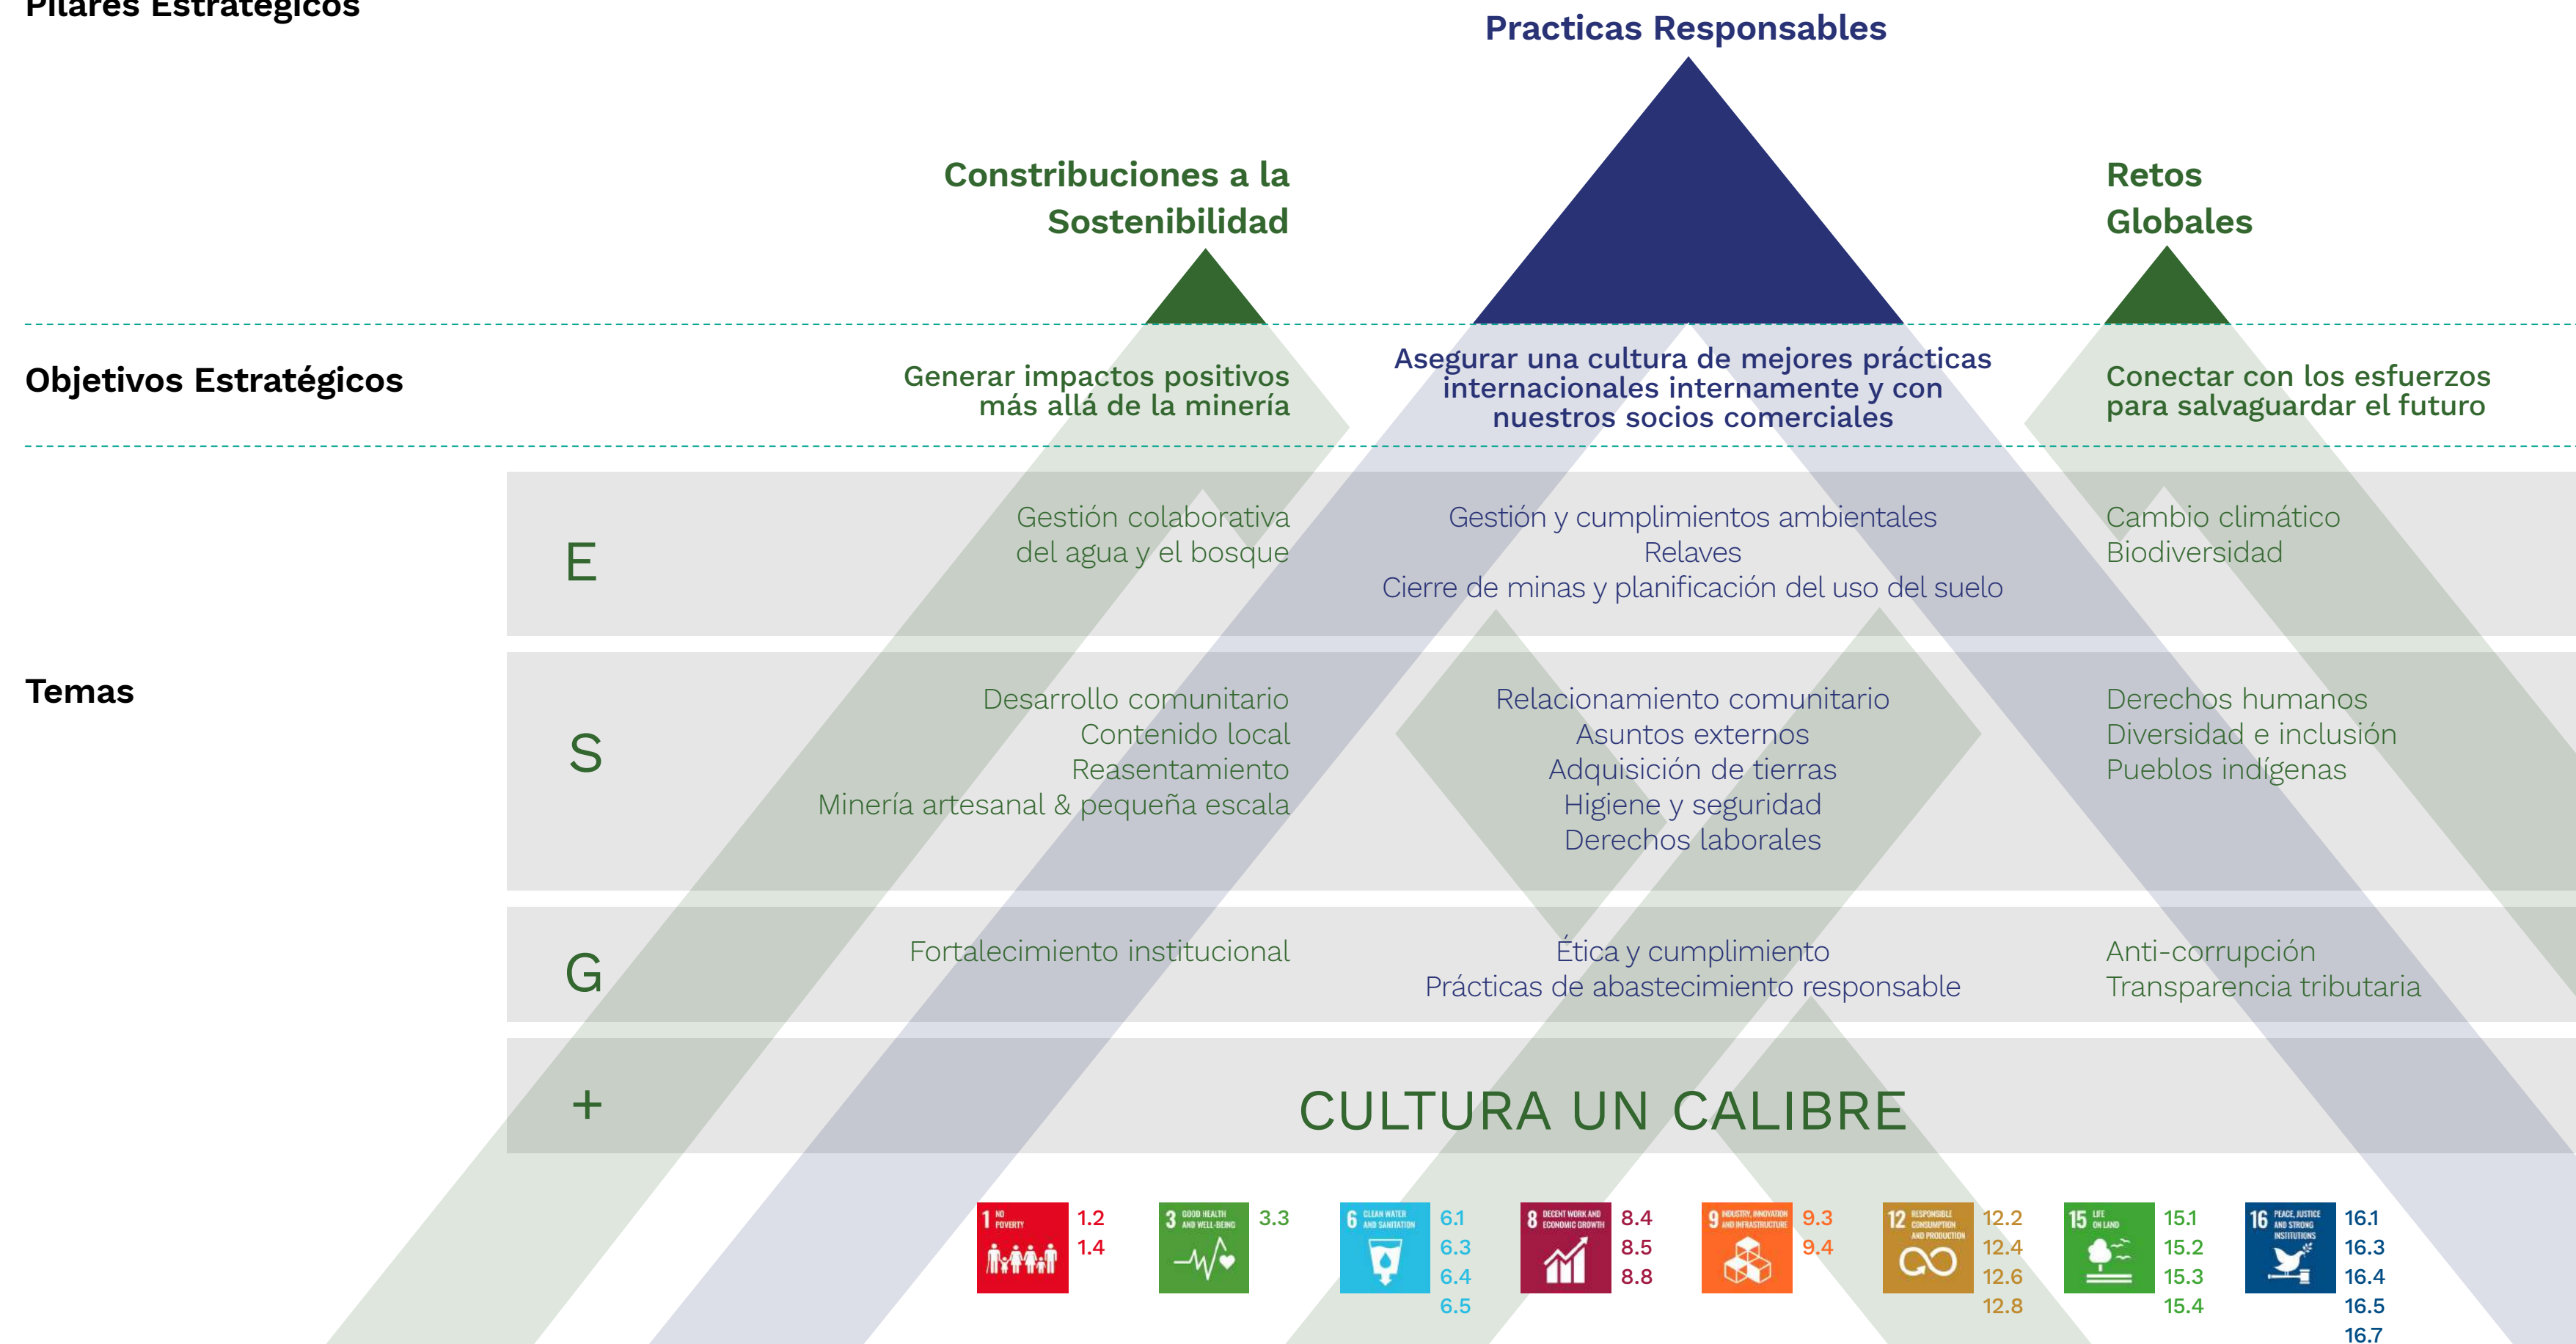 Pilares Estratégicos
Practicas Responsables
Constribuciones a la
Sostenibilidad
Retos
Globales
Objetivos Estratégicos
Generar impactos positivos
más allá de la minería
Asegurar una cultura de mejores prácticas
internacionales internamente y con
nuestros socios comerciales
Conectar con los esfuerzos
para salvaguardar el futuro
Temas
E
Gestión colaborativa
del agua y el bosque
Gestión y cumplimientos ambientales
Relaves
Cierre de minas y planificación del uso del suelo
Cambio climático
Biodiversidad
S
Desarrollo comunitario
Contenido local
Reasentamiento
Minería artesanal & pequeña escala
Relacionamiento comunitario
Asuntos externos
Adquisición de tierras
Higiene y seguridad
Derechos laborales
Derechos humanos
Diversidad e inclusión
Pueblos indígenas
G
Fortalecimiento institucional
Ética y cumplimiento
Prácticas de abastecimiento responsable
Anti-corrupción
Transparencia tributaria
+
CULTURA UN CALIBRE
1 NO
POVERTY
1.2
1.4
3 GOOD HEALTH
AND WELL-BEING
3.3
6 CLEAN WATER
AND SANITATION
6.1
6.3
6.4
6.5
8 DECENT WORK AND
ECONOMIC GROWTH
8.4
8.5
8.8
9 INDUSTRY, INNOVATION
AND INFRASTRUCTURE
9.3
9.4
12 RESPONSIBLE
CONSUMPTION
AND PRODUCTION
12.2
12.4
12.6
12.8
15 LIFE
ON LAND
15.1
15.2
15.3
15.4
16 PEACE, JUSTICE
AND STRONG
INSTITUTIONS
16.1
16.3
16.4
16.5
16.7